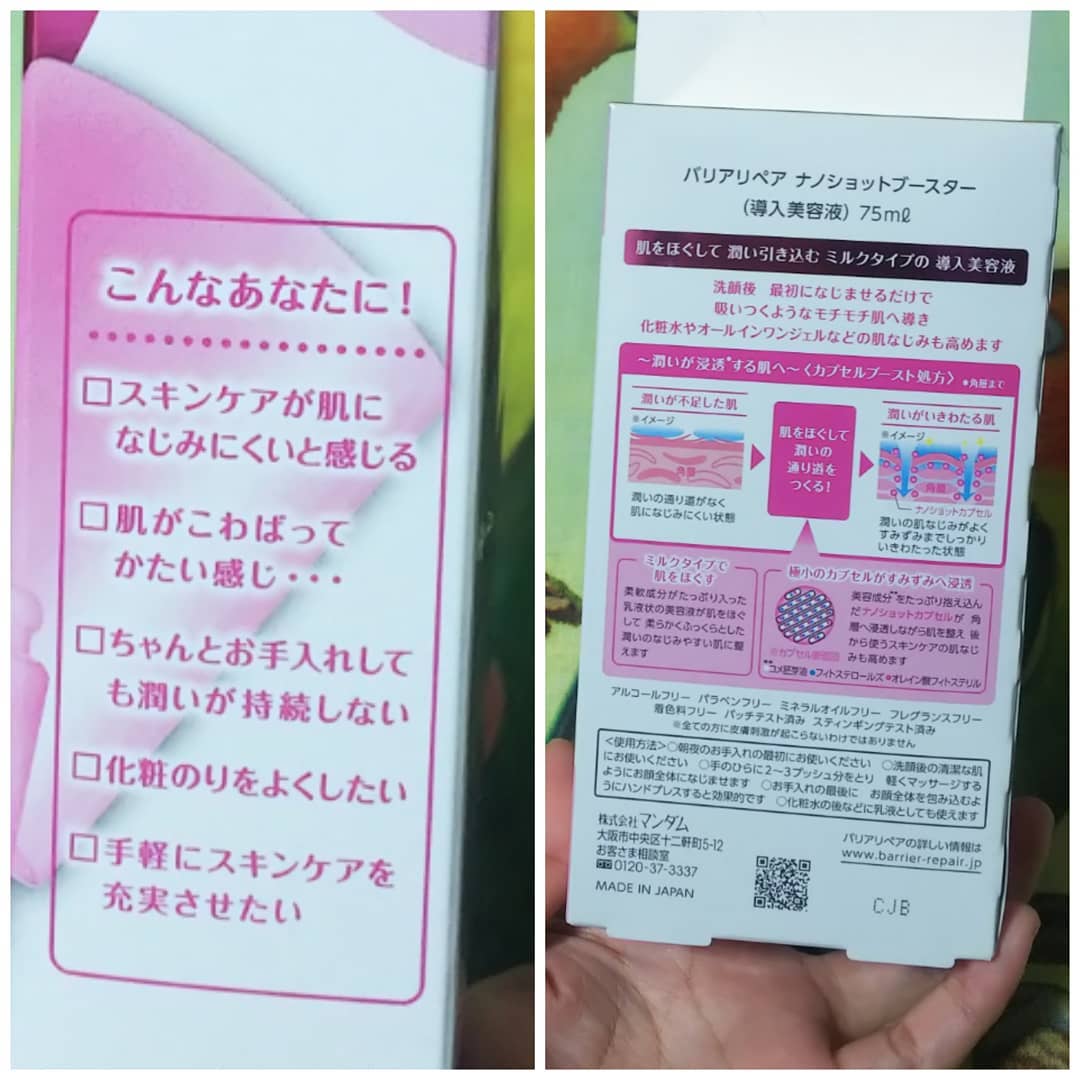 こんなあなたに！
□スキンケアが肌に
なじみにくいと感じる
□肌がこわばって
かたい感じ・・・
□ちゃんとお手入れして
も潤いが持続しない
□化粧のりをよくしたい
□手軽にスキンケアを
充実させたい
バリアリペア ナノショットブースター
（導入美容液） 75mℓ
肌をほぐして 潤い引き込む ミルクタイプの 導入美容液
洗顔後 最初になじませるだけで
吸いつくようなモチモチ肌へ導き
化粧水やオールインワンジェルなどの肌なじみも高めます
～潤いが浸透*する肌へ～〈カプセルブースト処方〉 *角層まで
潤いが不足した肌
※イメージ
角層
潤いの通り道がなく
肌になじみにくい状態
肌をほぐして
潤いの
通り道を
つくる！
潤いがいきわたる肌
※イメージ
角層
ナノショットカプセル
潤いの肌なじみがよく
すみずみまでしっかり
いきわたった状態
ミルクタイプで
肌をほぐす
柔軟成分がたっぷり入った
乳液状の美容液が肌をほぐ
して 柔らかくふっくらとした
潤いのなじみやすい肌に整
えます
極小のカプセルがすみずみへ浸透
美容成分**をたっぷり抱え込ん
だナノショットカプセルが 角
層へ浸透しながら肌を整え 後
から使うスキンケアの肌なじ
みも高めます
※カプセル
**コメ胚芽油 ●フィトステロールズ ●オレイン酸フィトステリル
アルコールフリー パラベンフリー ミネラルオイルフリー フレグランスフリー
着色料フリー パッチテスト済み スティンギングテスト済み
※全ての方に皮膚刺激が起こらないわけではありません
＜使用方法＞○朝夜のお手入れの最初にお使いください ○洗顔後の清潔な肌
にお使いください ○手のひらに2～3プッシュ分をとり 軽くマッサージする
ようにお顔全体になじませます ○お手入れの最後に お顔全体を包み込むよ
うにハンドプレスすると効果的です ○化粧水の後などに乳液としても使えます
株式会社マンダム
大阪市中央区十二軒町5-12
お客さま相談室
0120-37-3337
MADE IN JAPAN
バリアリペアの詳しい情報は
www.barrier-repair.jp
CJB